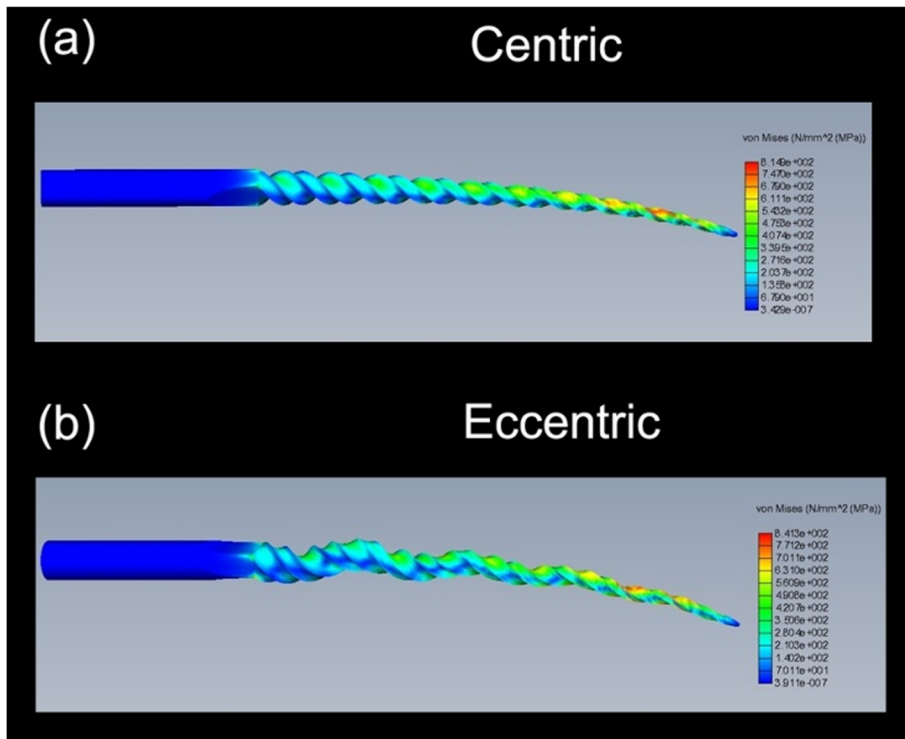 (a)
Centric
von Mises (N/mm^2 (MPa))
8.149e+002
7.470e+002
6.790e+002
6.111e+002
5.432e+002
4.753e+002
4.074e+002
3.395e+002
2.716e+002
2.037e+002
1.358e+002
6.790e+001
3.429e-007
(b)
Eccentric
von Mises (N/mm^2 (MPa))
8.413e+002
7.712e+002
7.011e+002
6.310e+002
5.609e+002
4.908e+002
4.207e+002
3.506e+002
2.804e+002
2.103e+002
1.402e+002
7.011e+001
3.911e-007